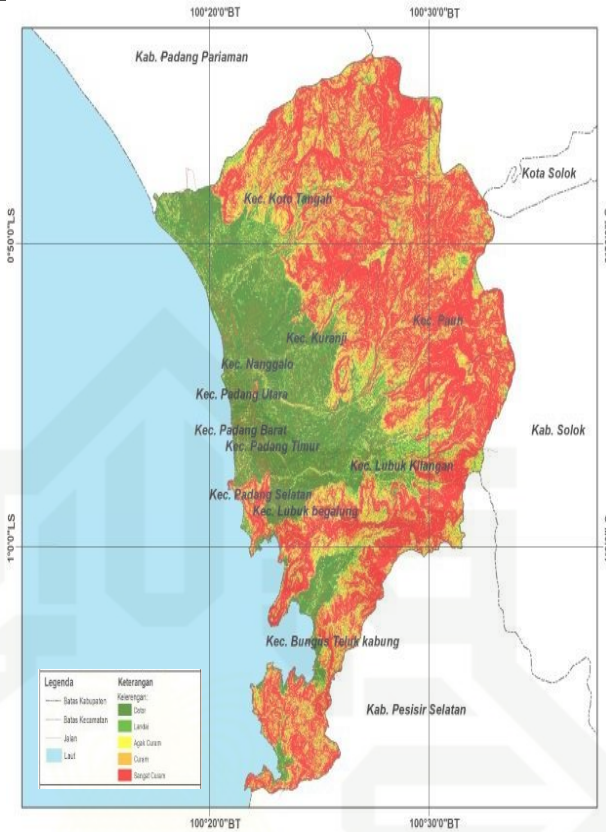 100°20'0"BT
100°30'0"BT
Kab. Padang Pariaman
Kota Solok
Kec. Koto Tangah
0°50'0"LS
Kec. Pauh
Kec. Kuranji
Kec. Nanggalo
Kec. Padang Utara
Kec. Padang Barat
Kab. Solok
Kec. Padang Timur
Kec. Lubuk Kilangan
Kec. Padang Selatan
Kec. Lubuk begalung
1°0'0"LS
Kec. Bungus Teluk kabung
Kab. Pesisir Selatan
Legenda
Batas Kabupaten
Batas Kecamatan
Jalan
Laut
Keterangan
Kelerengan:
Datar
Landai
Agak Curam
Curam
Sangat Curam
100°20'0"BT
100°30'0"BT